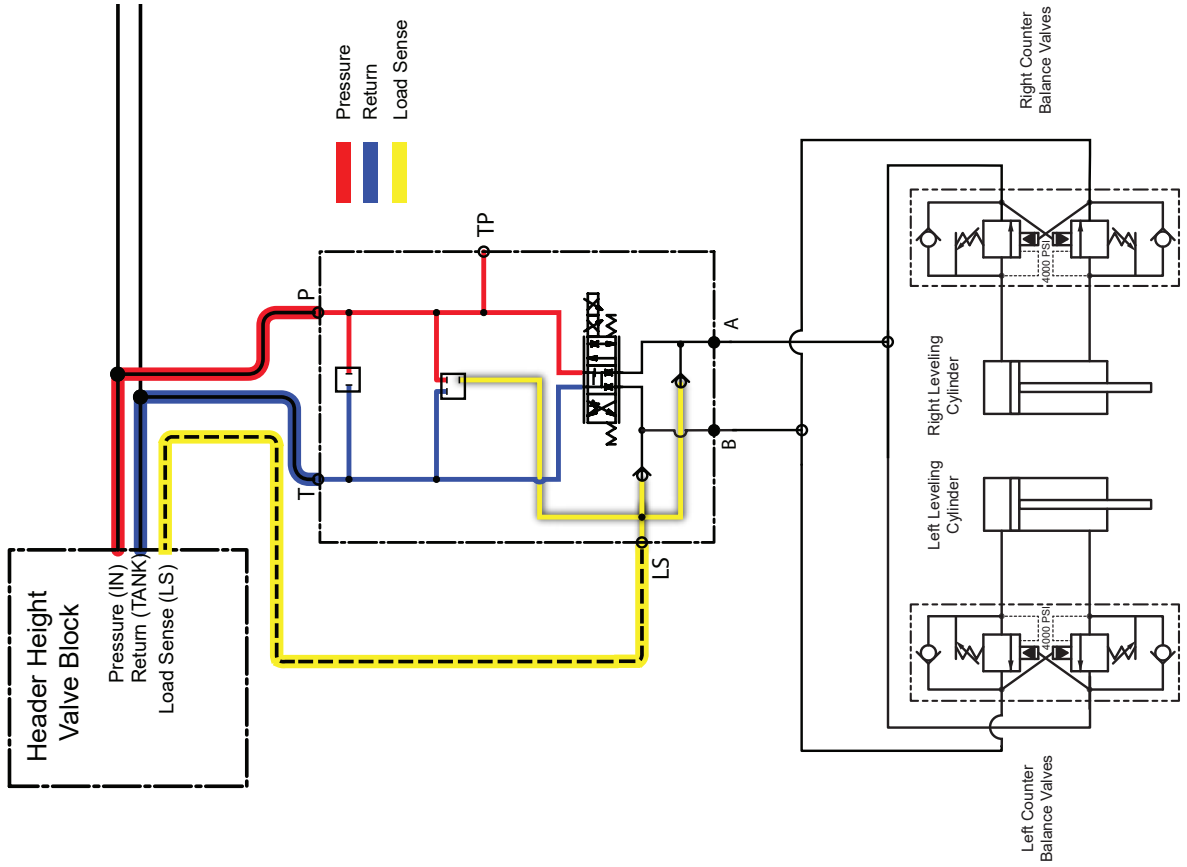 Header Height
Valve Block
Pressure (IN)
Return (TANK)
Load Sense (LS)
Pressure
Return
Load Sense
T
P
TP
LS
B
A
Left Counter
Balance Valves
4000 PSI
Left Leveling
Cylinder
Right Leveling
Cylinder
4000 PSI
Right Counter
Balance Valves